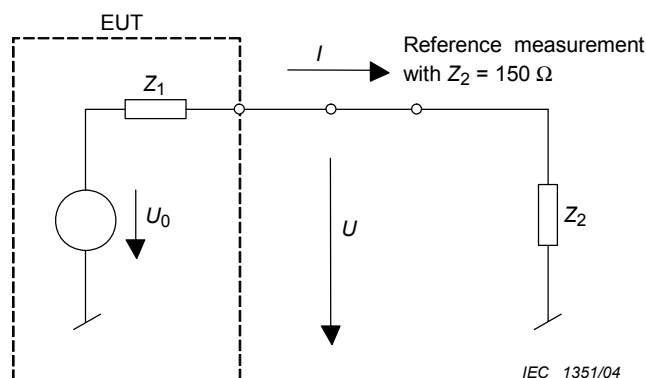 EUT
I
Reference measurement
with Z2 = 150 Ω
Z1
U0
U
Z2
IEC 1351/04